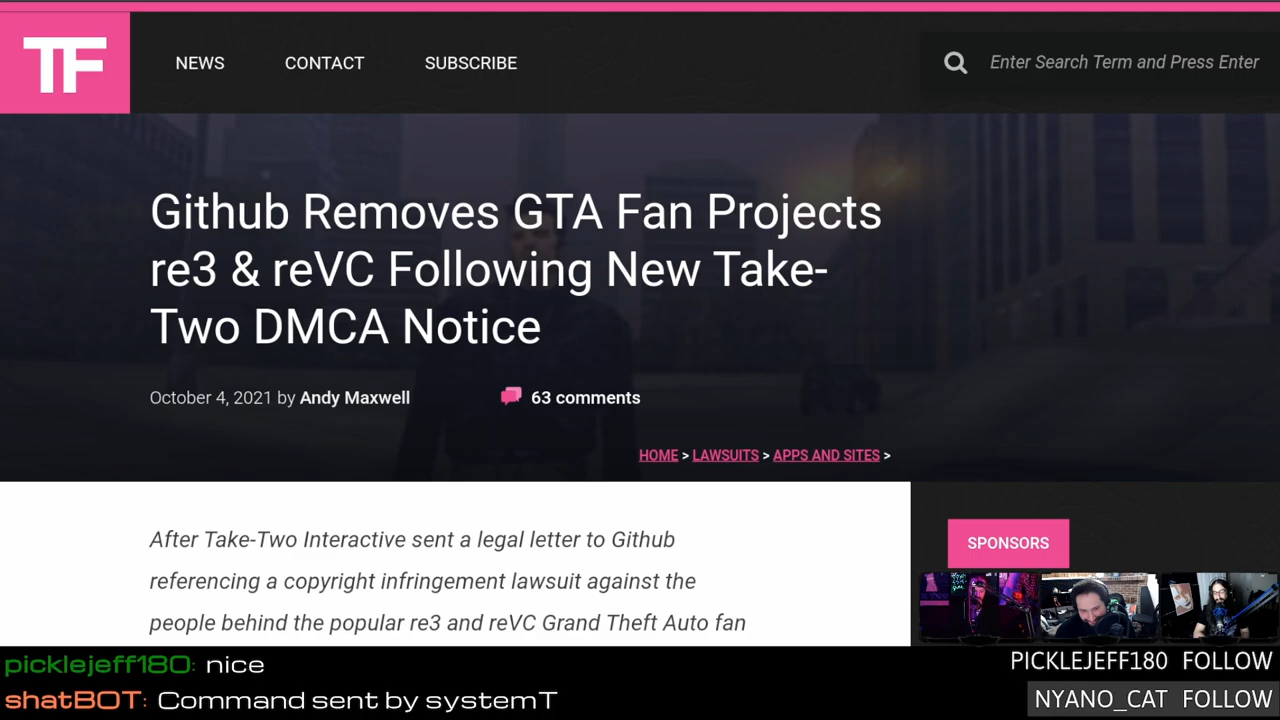 TF
NEWS CONTACT SUBSCRIBE
Enter Search Term and Press Enter
Github Removes GTA Fan Projects
re3 & reVC Following New Take-
Two DMCA Notice
October 4, 2021 by Andy Maxwell
63 comments
HOME > LAWSUITS > APPS AND SITES >
After Take-Two Interactive sent a legal letter to Github
referencing a copyright infringement lawsuit against the
people behind the popular re3 and reVC Grand Theft Auto fan
SPONSORS
picklejeff180: nice
shatBOT: Command sent by systemT
PICKLEJEFF180 FOLLOW
NYANO_CAT FOLLOW